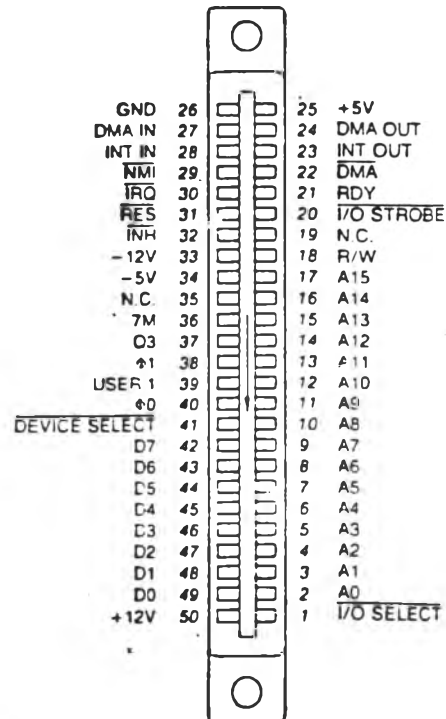 GND 26 25 +5V
DMA IN 27 24 DMA OUT
INT IN 28 23 INT OUT
NMI 29 22 DMA
IRQ 30 21 RDY
RES 31 20 I/O STROBE
INH 32 19 N.C.
-12V 33 18 R/W
-5V 34 17 A15
N.C. 35 16 A14
7M 36 15 A13
Q3 37 14 A12
38 13 A11
USER 1 39 12 A10
40 11 A9
DEVICE SELECT 41 10 A8
D7 42 9 A7
D6 43 8 A6
D5 44 7 A5
D4 45 6 A4
D3 46 5 A3
D2 47 4 A2
D1 48 3 A1
D0 49 2 A0
+12V 50 1 I/O SELECT